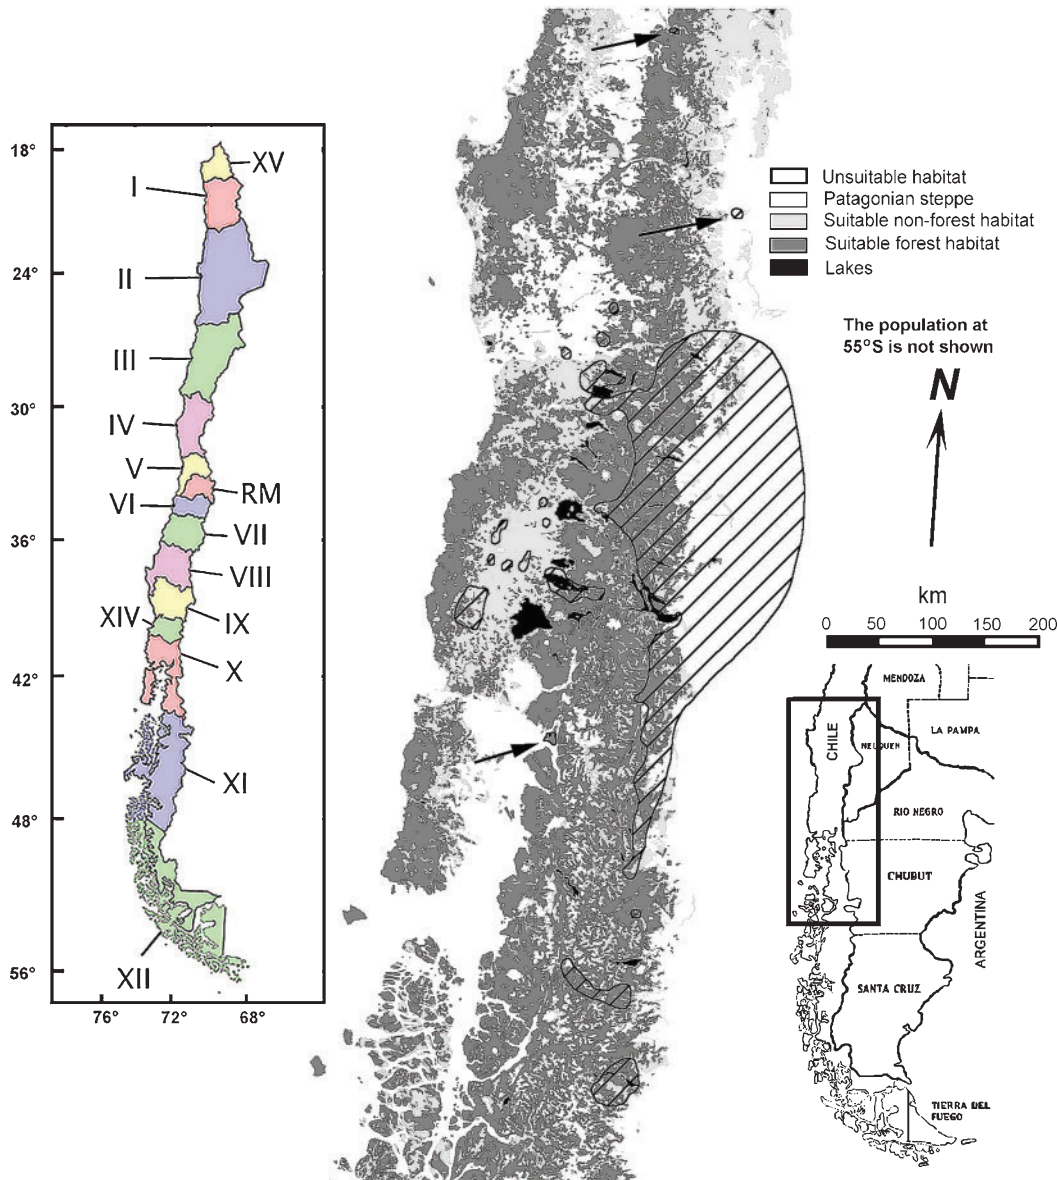 18°
24°
30°
36°
42°
48°
56°
76°
72°
68°
XV
I
II
III
IV
V
RM
VI
VII
VIII
XIV
IX
X
XI
XII
Unsuitable habitat
Patagonian steppe
Suitable non-forest habitat
Suitable forest habitat
Lakes
The population at
55°S is not shown
N
km
0 50 100 150 200
MENDOZA
LA PAMPA
CHILE
NEUQUEN
RIO NEGRO
CHUBUT
ARGENTINA
SANTA CRUZ
TIERRA DEL
FUEGO